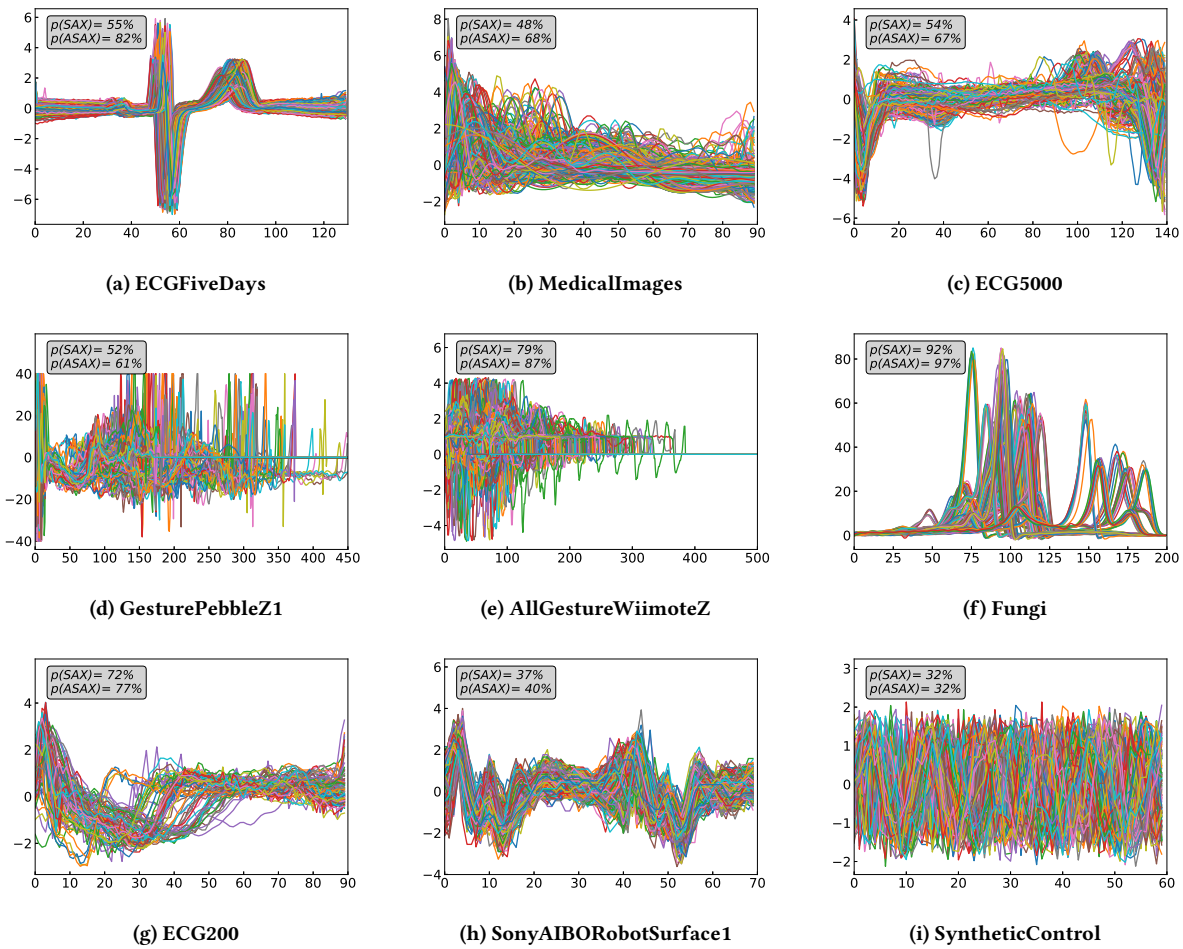 p(SAX)= 55%
p(ASAX)= 82%
6
4
2
0
−2
−4
−6
0 20 40 60 80 100 120
(a) ECGFiveDays
p(SAX)= 48%
p(ASAX)= 68%
8
6
4
2
0
−2
0 10 20 30 40 50 60 70 80 90
(b) MedicalImages
p(SAX)= 54%
p(ASAX)= 67%
4
2
0
−2
−4
−6
0 20 40 60 80 100 120 140
(c) ECG5000
p(SAX)= 52%
p(ASAX)= 61%
40
20
0
−20
−40
0 50 100 150 200 250 300 350 400 450
(d) GesturePebbleZ1
p(SAX)= 79%
p(ASAX)= 87%
6
4
2
0
−2
−4
0 100 200 300 400 500
(e) AllGestureWiimoteZ
p(SAX)= 92%
p(ASAX)= 97%
80
60
40
20
0
0 25 50 75 100 125 150 175 200
(f) Fungi
p(SAX)= 72%
p(ASAX)= 77%
4
2
0
−2
0 10 20 30 40 50 60 70 80 90
(g) ECG200
p(SAX)= 37%
p(ASAX)= 40%
6
4
2
0
−2
−4
0 10 20 30 40 50 60 70
(h) SonyAIBORobotSurface1
p(SAX)= 32%
p(ASAX)= 32%
3
2
1
0
−1
−2
0 10 20 30 40 50 60
(i) SyntheticControl